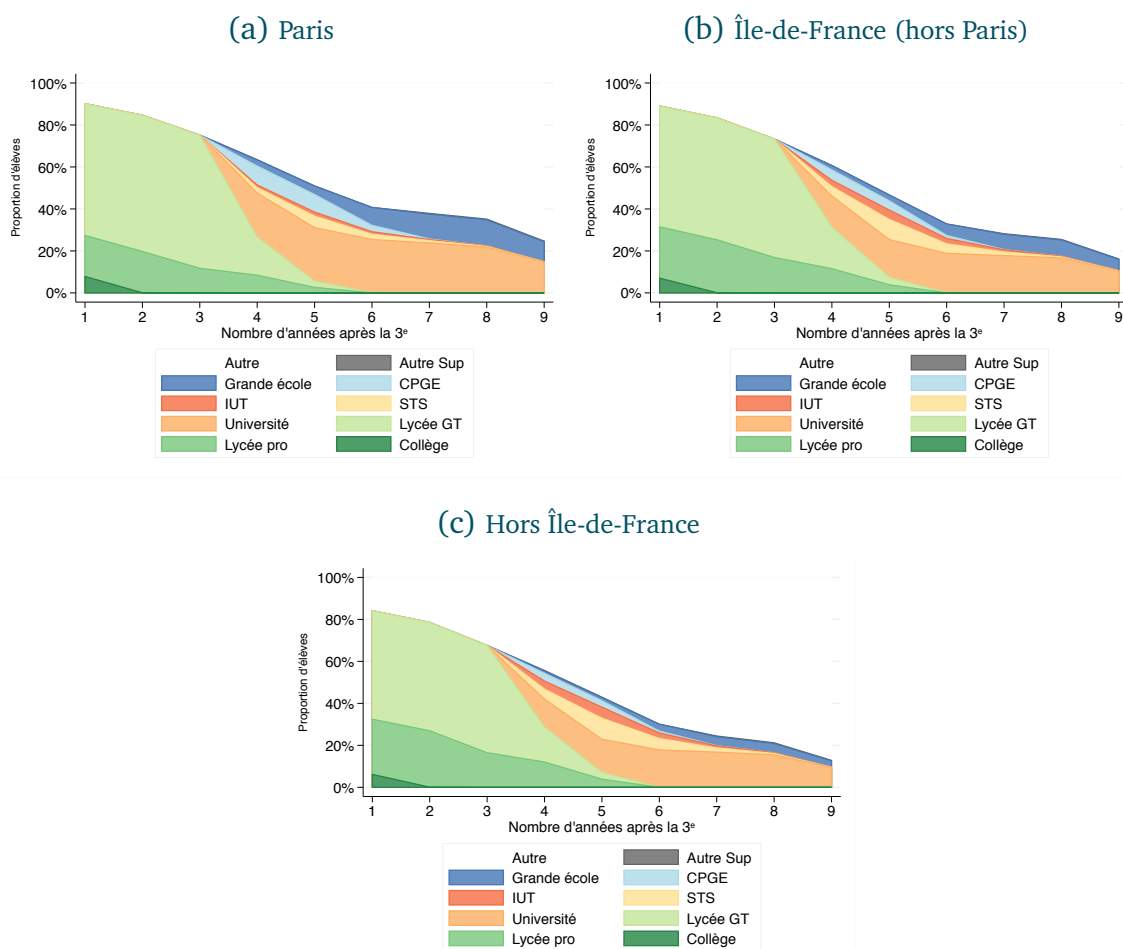 (a) Paris
100%
80%
60%
40%
20%
0%
Proportion d'élèves
1 2 3 4 5 6 7 8 9
Nombre d'années après la 3ᵉ
Autre Autre Sup
Grande école CPGE
IUT STS
Université Lycée GT
Lycée pro Collège
(b) Île-de-France (hors Paris)
100%
80%
60%
40%
20%
0%
Proportion d'élèves
1 2 3 4 5 6 7 8 9
Nombre d'années après la 3ᵉ
Autre Autre Sup
Grande école CPGE
IUT STS
Université Lycée GT
Lycée pro Collège
(c) Hors Île-de-France
100%
80%
60%
40%
20%
0%
Proportion d'élèves
1 2 3 4 5 6 7 8 9
Nombre d'années après la 3ᵉ
Autre Autre Sup
Grande école CPGE
IUT STS
Université Lycée GT
Lycée pro Collège